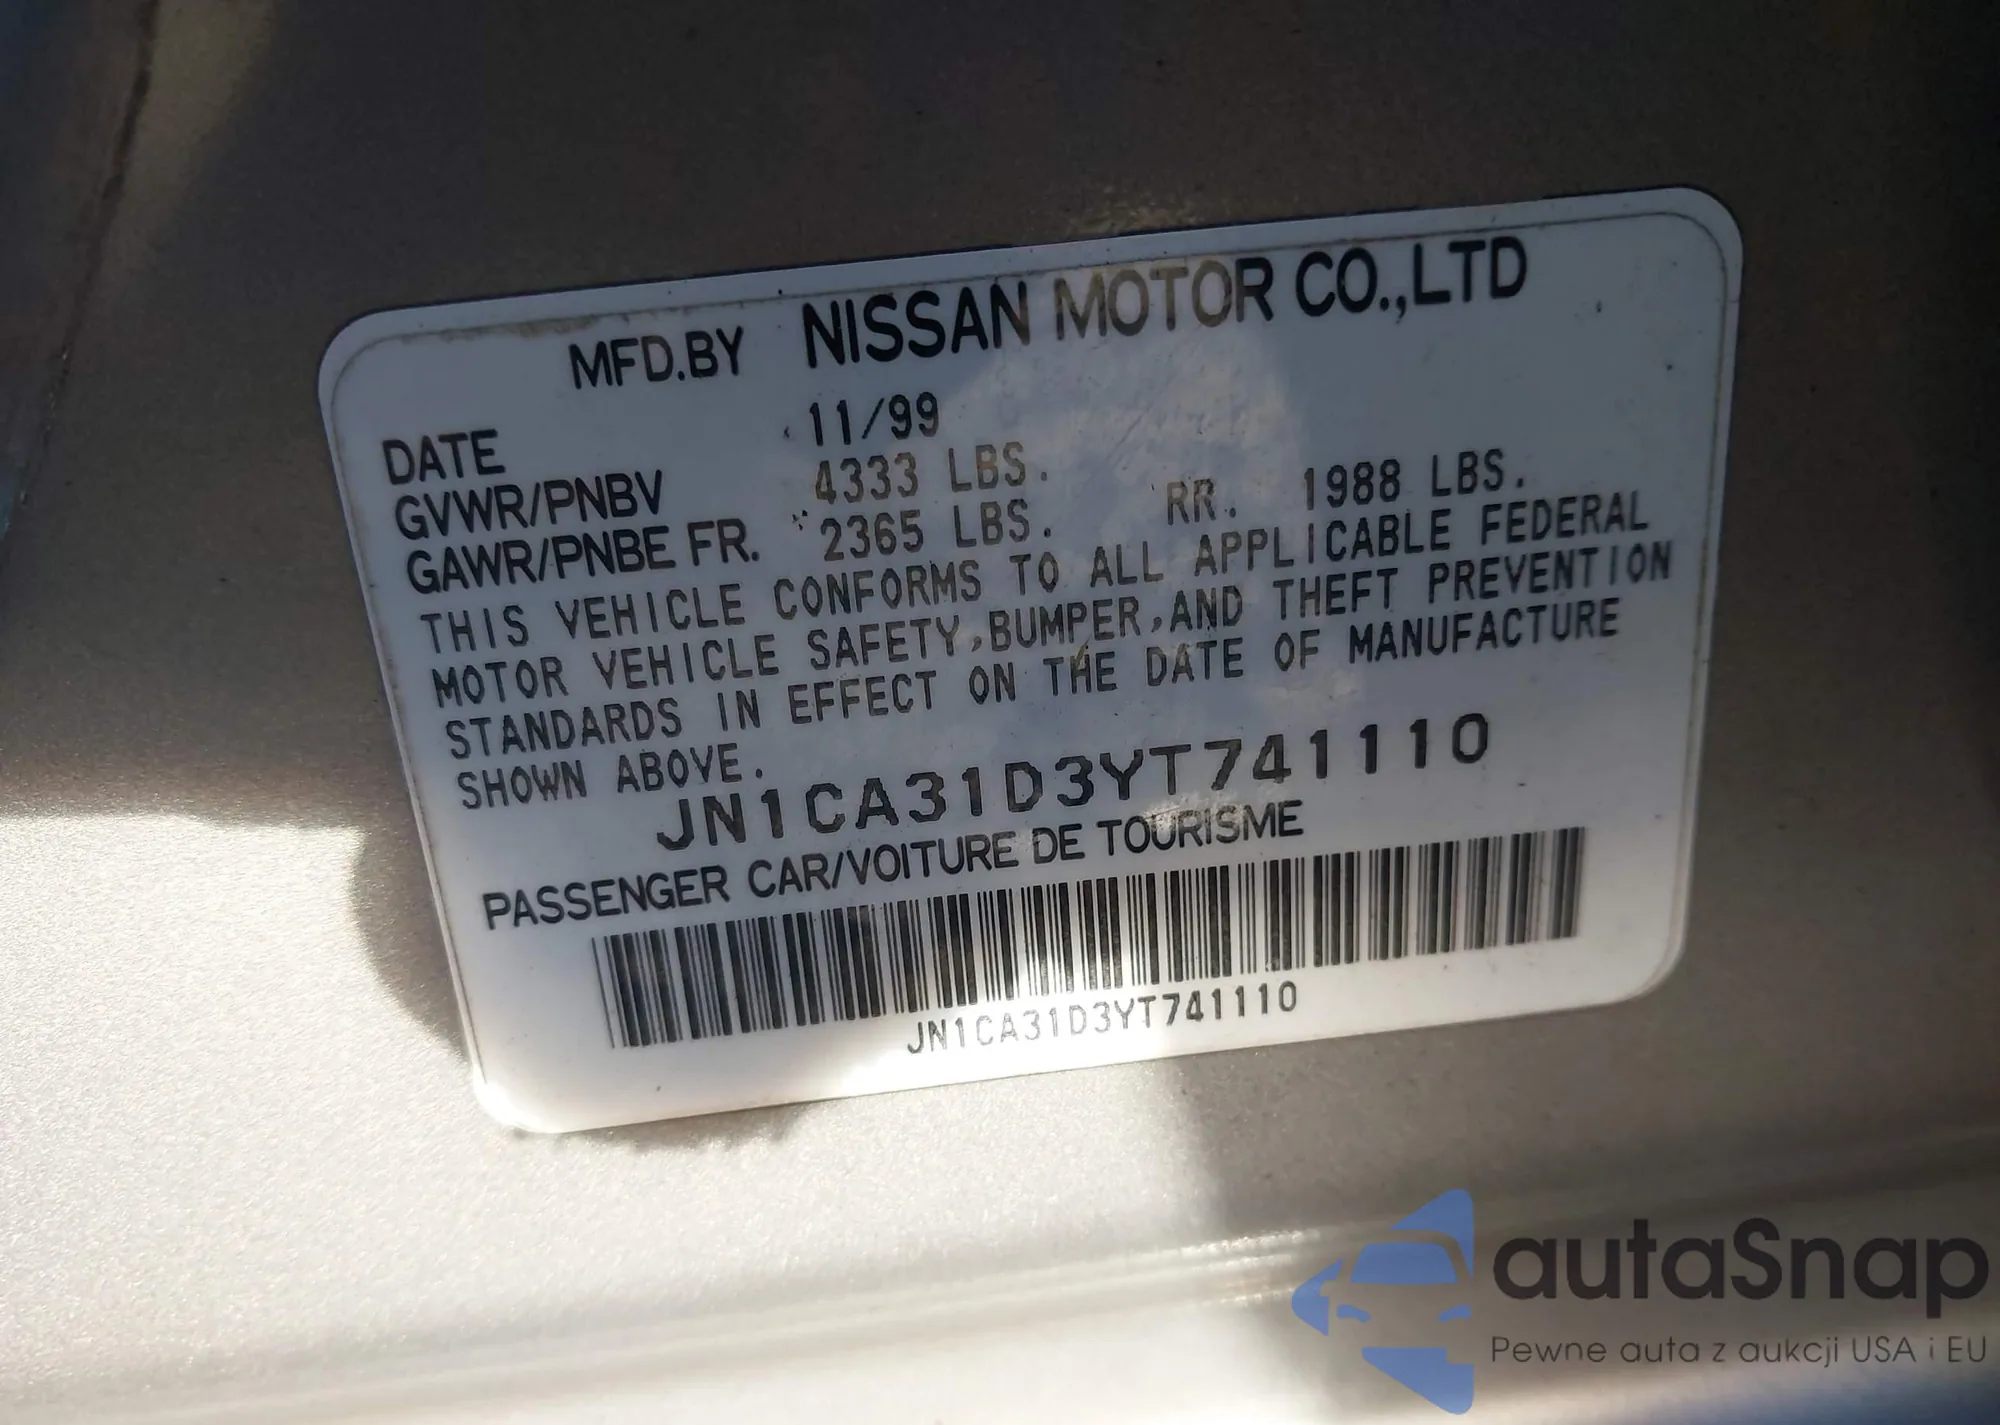 MFD.BY NISSAN MOTOR CO.,LTD
DATE 11/99
GVWR/PNBV 4333 LBS.
GAWR/PNBE FR. 2365 LBS. RR. 1988 LBS.
THIS VEHICLE CONFORMS TO ALL APPLICABLE FEDERAL
MOTOR VEHICLE SAFETY,BUMPER,AND THEFT PREVENTION
STANDARDS IN EFFECT ON THE DATE OF MANUFACTURE
SHOWN ABOVE.
JN1CA31D3YT741110
PASSENGER CAR/VOITURE DE TOURISME
JN1CA31D3YT741110
autaSnap
Pewne auta z aukcji USA i EU